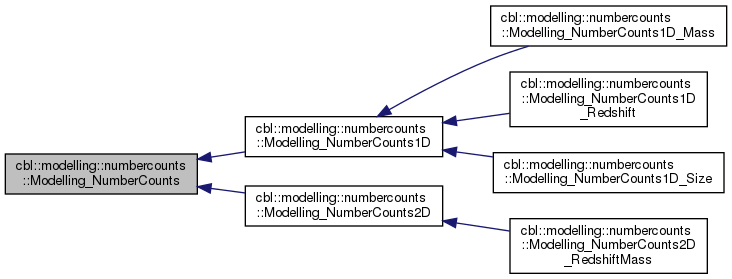 cbl::modelling::numbercounts
::Modelling_NumberCounts
cbl::modelling::numbercounts
::Modelling_NumberCounts1D
cbl::modelling::numbercounts
::Modelling_NumberCounts2D
cbl::modelling::numbercounts
::Modelling_NumberCounts1D_Mass
cbl::modelling::numbercounts
::Modelling_NumberCounts1D
_Redshift
cbl::modelling::numbercounts
::Modelling_NumberCounts1D_Size
cbl::modelling::numbercounts
::Modelling_NumberCounts2D
_RedshiftMass